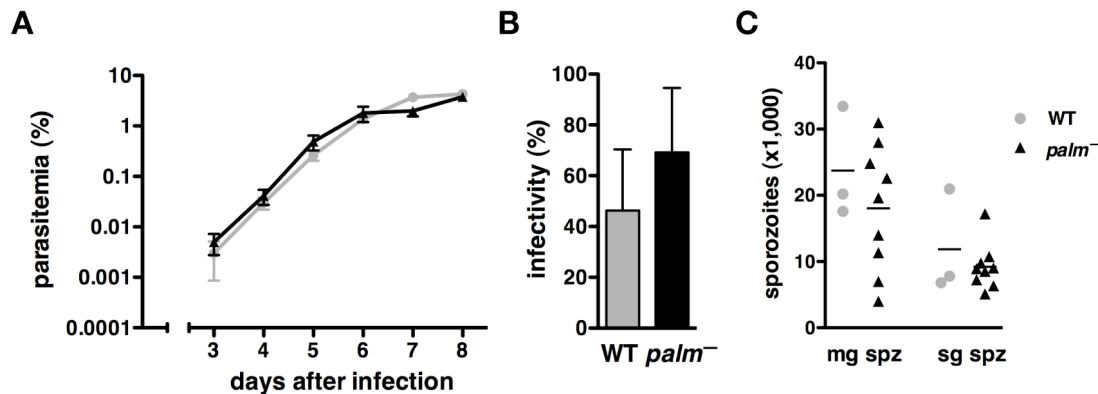 A
parasitemia (%)
10
1
0.1
0.01
0.001
0.0001
3 4 5 6 7 8
days after infection
B
infectivity (%)
100
80
60
40
20
0
WT palm–
C
sporozoites (x1,000)
40
30
20
10
0
mg spz sg spz
WT
palm–